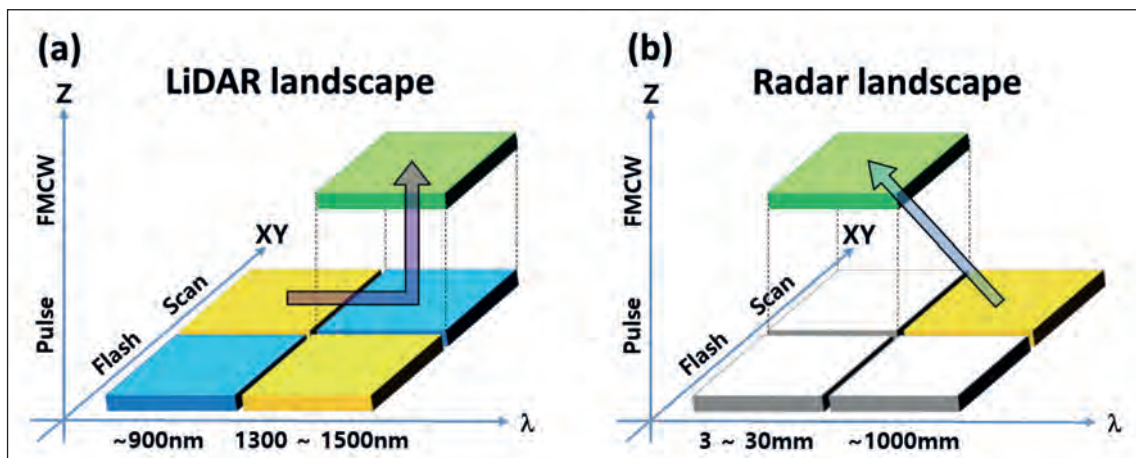 (a)
LiDAR landscape
Z
FMCW
Pulse
XY
Scan
Flash
~900nm
1300 ~ 1500nm
λ
(b)
Radar landscape
Z
FMCW
Pulse
XY
Scan
Flash
3 ~ 30mm
~1000mm
λ